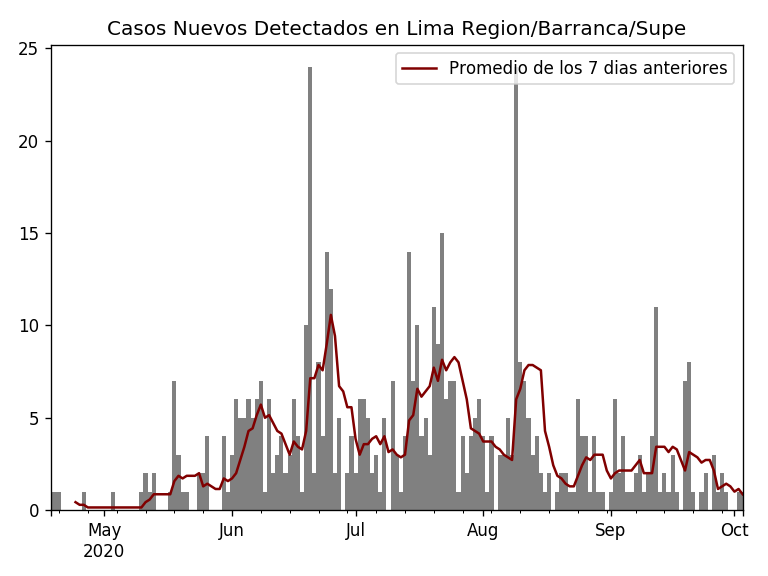 Casos Nuevos Detectados en Lima Region/Barranca/Supe
Promedio de los 7 dias anteriores
25
20
15
10
5
0
May
2020
Jun
Jul
Aug
Sep
Oct